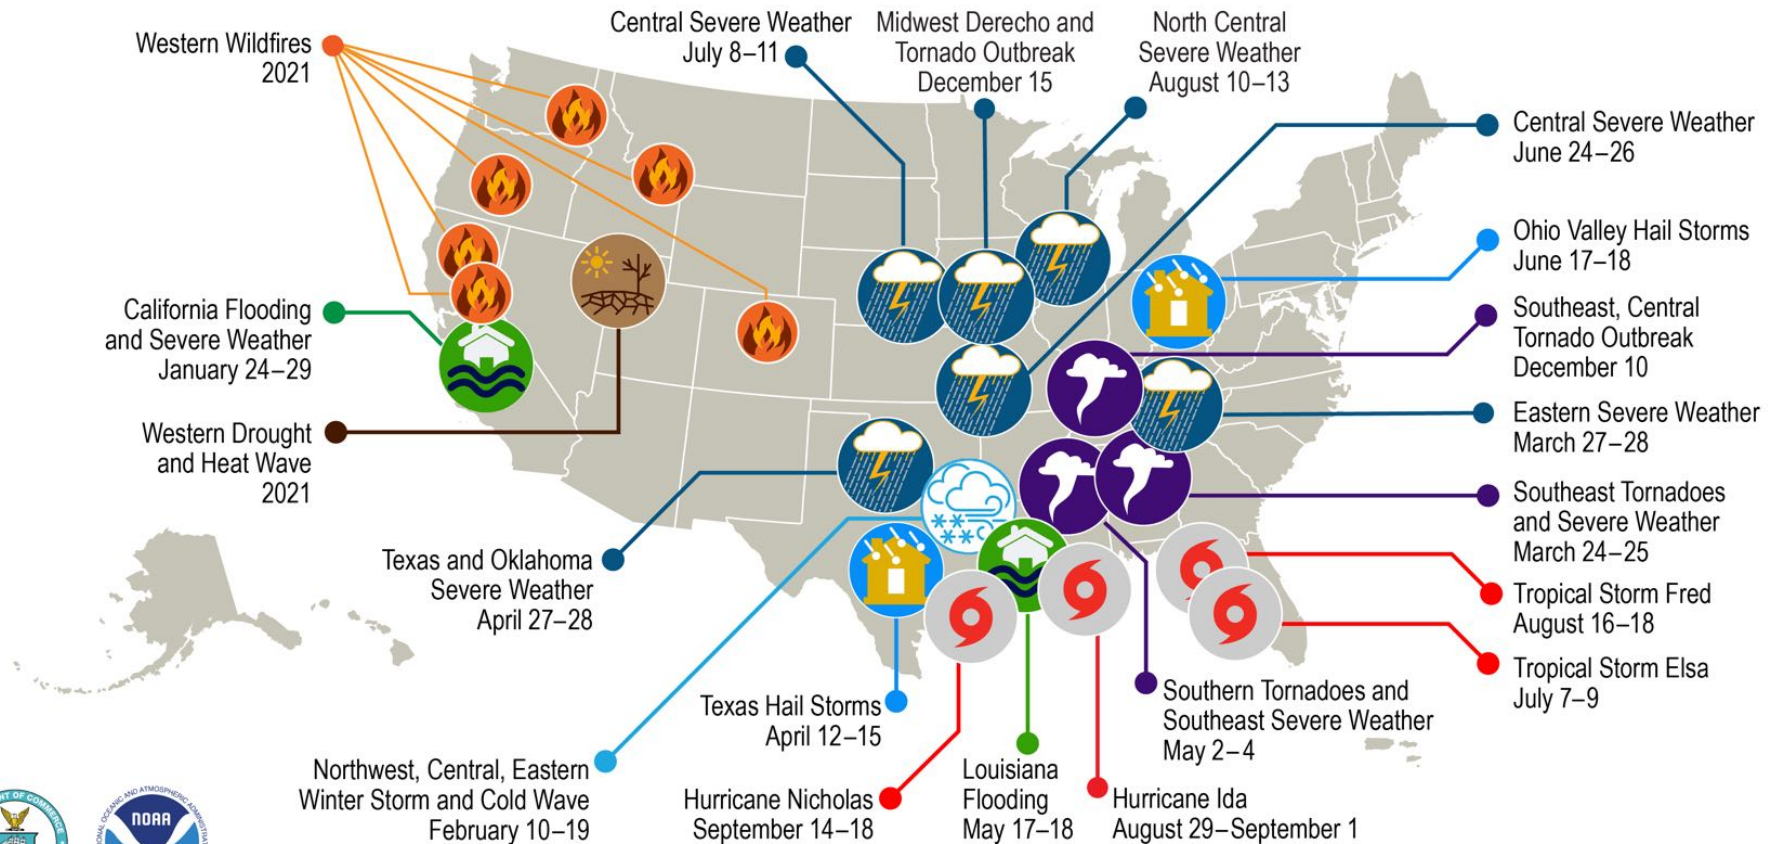 Western Wildfires
2021
Central Severe Weather
July 8–11
Midwest Derecho and
Tornado Outbreak
December 15
North Central
Severe Weather
August 10–13
Central Severe Weather
June 24–26
Ohio Valley Hail Storms
June 17–18
Southeast, Central
Tornado Outbreak
December 10
Eastern Severe Weather
March 27–28
Southeast Tornadoes
and Severe Weather
March 24–25
Tropical Storm Fred
August 16–18
Tropical Storm Elsa
July 7–9
California Flooding
and Severe Weather
January 24–29
Western Drought
and Heat Wave
2021
Texas and Oklahoma
Severe Weather
April 27–28
Texas Hail Storms
April 12–15
Southern Tornadoes and
Southeast Severe Weather
May 2–4
Northwest, Central, Eastern
Winter Storm and Cold Wave
February 10–19
Hurricane Nicholas
September 14–18
Louisiana
Flooding
May 17–18
Hurricane Ida
August 29–September 1
OF COMMERCE
OCEANIC AND ATMOSPHERIC
NOAA